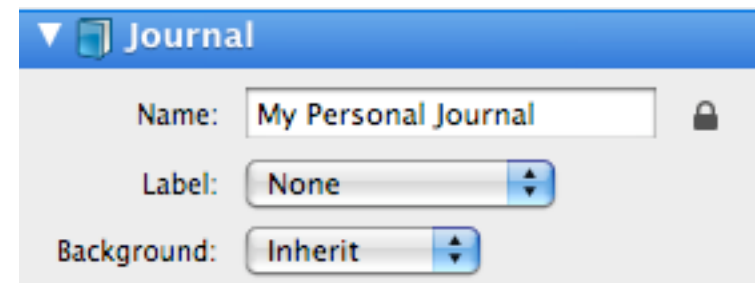 Journal
Name: My Personal Journal
Label: None
Background: Inherit